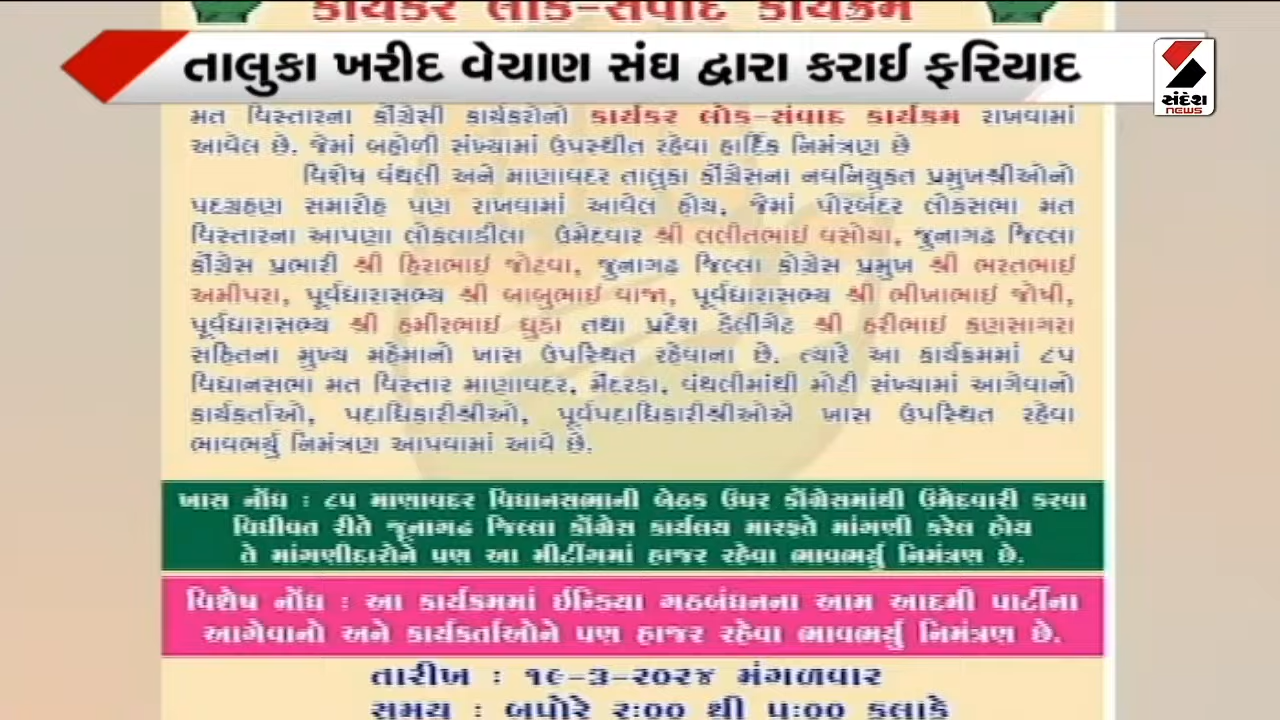 કાર્યકર લોક-સંવાદ કાર્યક્રમ
તાલુકા ખરીદ વેચાણ સંઘ દ્વારા કરાઈ ફરિયાદ
સંદેશ
NEWS
મત વિસ્તારના કોંગ્રેસી કાર્યકરોનો કાર્યકર લોક-સંવાદ કાર્યક્રમ રાખવામાં
આવેલ છે. જેમાં બહોળી સંખ્યામાં ઉપસ્થીત રહેવા હાર્દિક નિમંત્રણ છે
વિશેષ વંથલી અને માણાવદર તાલુકા કોંગ્રેસના નવનિયુકત પ્રમુખશ્રીઓનો
પદગ્રહણ સમારોહ પણ રાખવામાં આવેલ હોય, જેમાં પોરબંદર લોકસભા મત
વિસ્તારના આપણા લોકલાડીલા ઉમેદવાર શ્રી લલીતભાઈ વસોયા, જુનાગઢ જિલ્લા
કોંગ્રેસ પ્રભારી શ્રી હિરાભાઈ જોટવા, જુનાગઢ જિલ્લા કોગ્રેસ પ્રમુખ શ્રી ભરતભાઈ
અમીપરા, પૂર્વધારાસભ્ય શ્રી બાબુભાઈ વાજા, પૂર્વધારાસભ્ય શ્રી ભીખાભાઈ જોષી,
પૂર્વધારાસભ્ય શ્રી હમીરભાઈ ધુળા તથા પ્રદેશ ડેલીગેટ શ્રી હરીભાઈ કણસાગરા
સહિતના મુખ્ય મહેમાનો ખાસ ઉપસ્થિત રહેવાના છે. ત્યારે આ કાર્યક્રમમાં ૮૫
વિધાનસભા મત વિસ્તાર માણાવદર, મેંદરડા, વંથલીમાંથી મોટી સંખ્યામાં આગેવાનો
કાર્યકર્તાઓ, પદાધિકારીશ્રીઓ, પૂર્વપદાધિકારીશ્રીઓએ ખાસ ઉપસ્થિત રહેવા
ભાવભર્યુ નિમંત્રણ આપવામાં આવે છે.
ખાસ નોંધ : ૮૫ માણાવદર વિધાનસભાની બેઠક ઉપર કોંગ્રેસમાંથી ઉમેદવારી કરવા
વિધીવત રીતે જૂનાગઢ જિલ્લા કોંગ્રેસ કાર્યલય મારફતે માંગણી કરેલ હોય
તે માંગણીદારોને પણ આ મીટીંગમાં હાજર રહેવા ભાવભર્યુ નિમંત્રણ છે.
વિશેષ નોંધ : આ કાર્યક્રમમાં ઈન્ડિયા ગઠબંધનના આમ આદમી પાર્ટીના
આગેવાનો અને કાર્યકર્તાઓને પણ હાજર રહેવા ભાવભર્યુ નિમંત્રણ છે.
તારીખ : ૧૯-૩-૨૦૨૪ મંગળવાર
સમય : બપોરે ૨:૦૦ થી ૫:૦૦ કલાકે